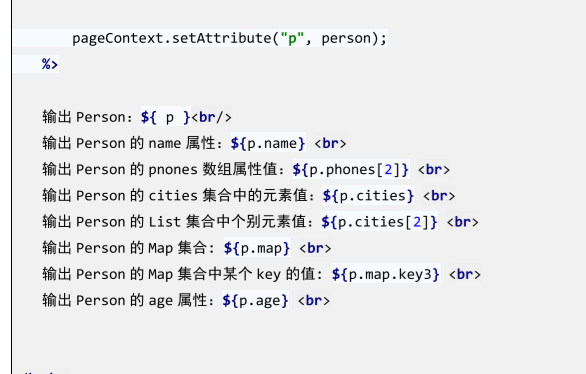 pageContext.setAttribute("p", person);
%>
输出 Person：${ p }<br/>
输出 Person 的 name 属性：${p.name} <br>
输出 Person 的 pnones 数组属性值：${p.phones[2]} <br>
输出 Person 的 cities 集合中的元素值：${p.cities} <br>
输出 Person 的 List 集合中个别元素值：${p.cities[2]} <br>
输出 Person 的 Map 集合: ${p.map} <br>
输出 Person 的 Map 集合中某个 key 的值: ${p.map.key3} <br>
输出 Person 的 age 属性：${p.age} <br>